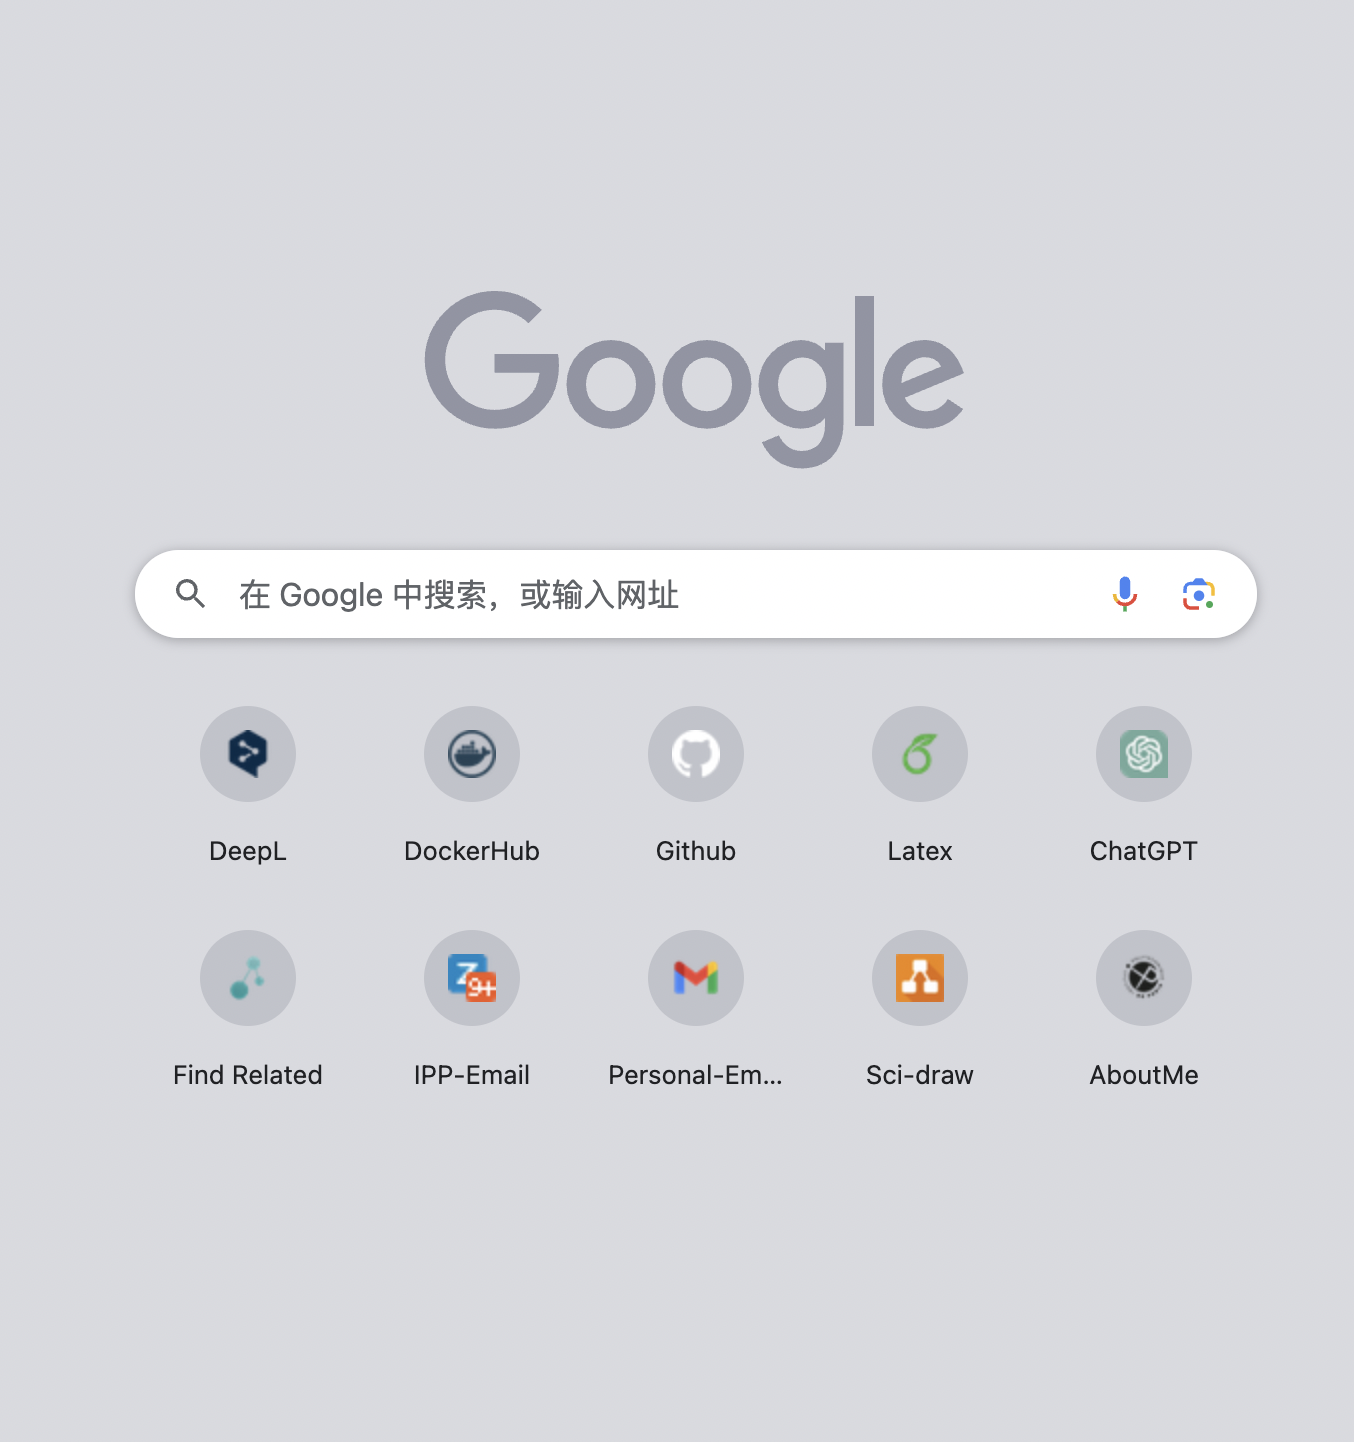 Google
在 Google 中搜索，或输入网址
DeepL
DockerHub
Github
Latex
ChatGPT
Z
9+
Find Related
IPP-Email
Personal-Em...
Sci-draw
AboutMe